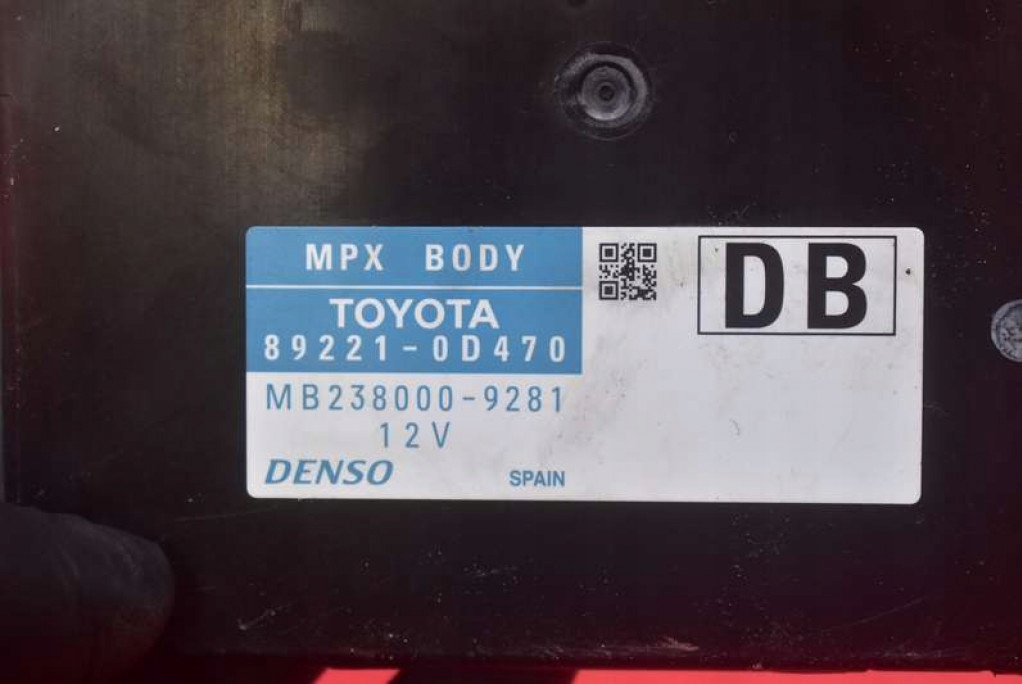 MPX BODY
TOYOTA
89221-0D470
MB238000-9281
12V
DENSO SPAIN
DB